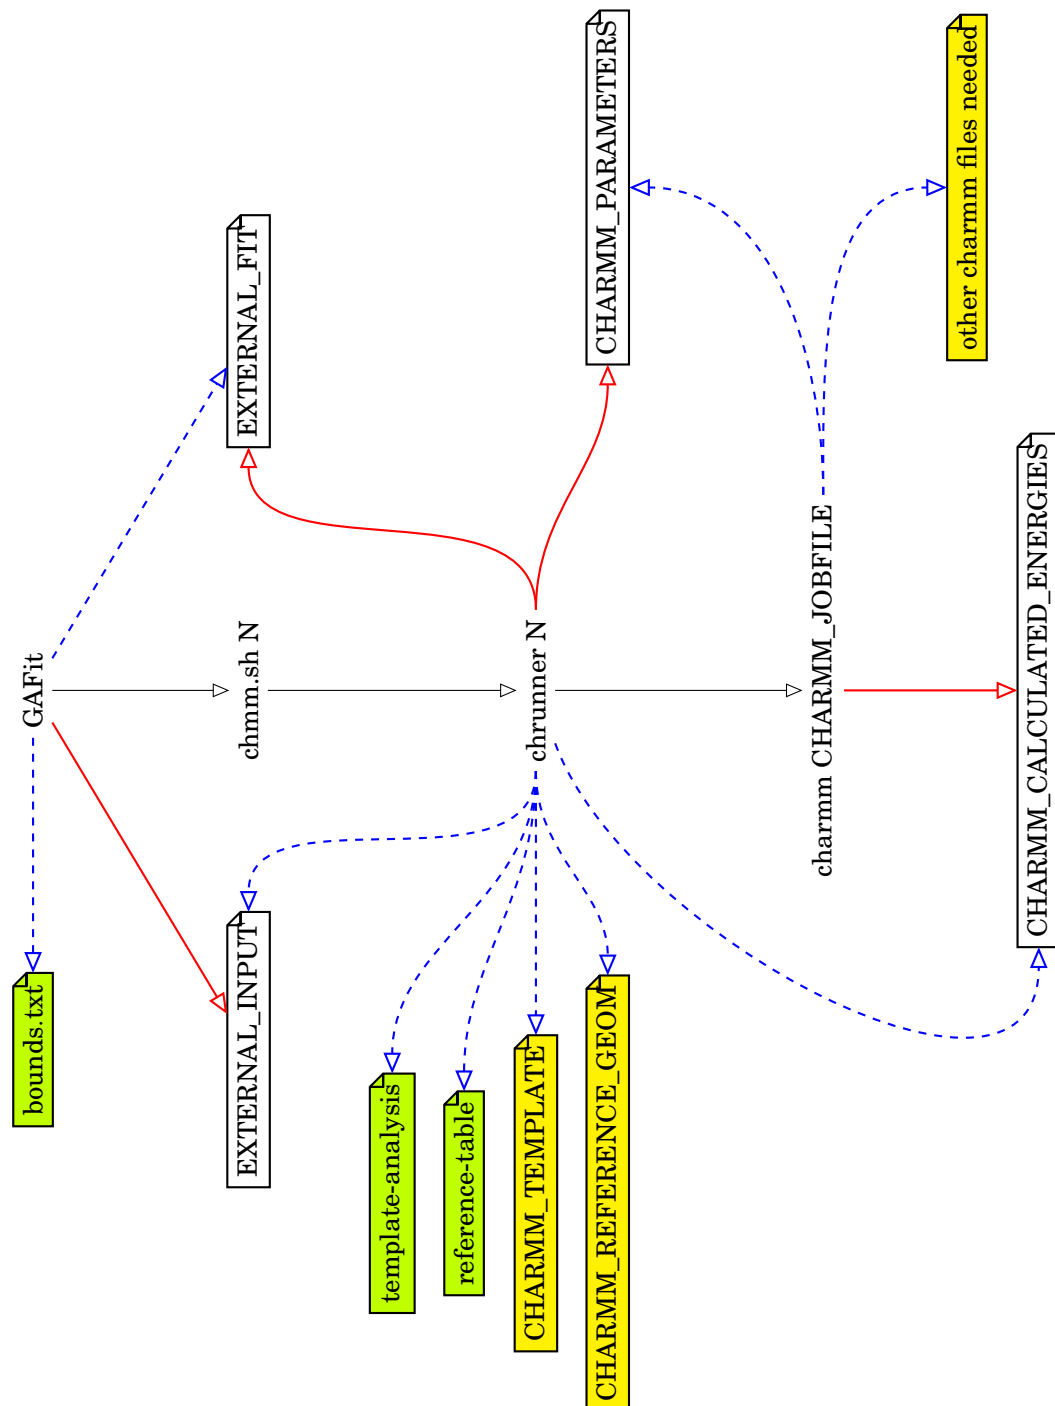 GAFit
bounds.txt
EXTERNAL_FIT
chmm.sh N
EXTERNAL_INPUT
template-analysis
reference-table
chrunner N
CHARMM_TEMPLATE
CHARMM_PARAMETERS
CHARMM_REFERENCE_GEOM
charmm CHARMM_JOBFILE
other charmm files needed
CHARMM_CALCULATED_ENERGIES